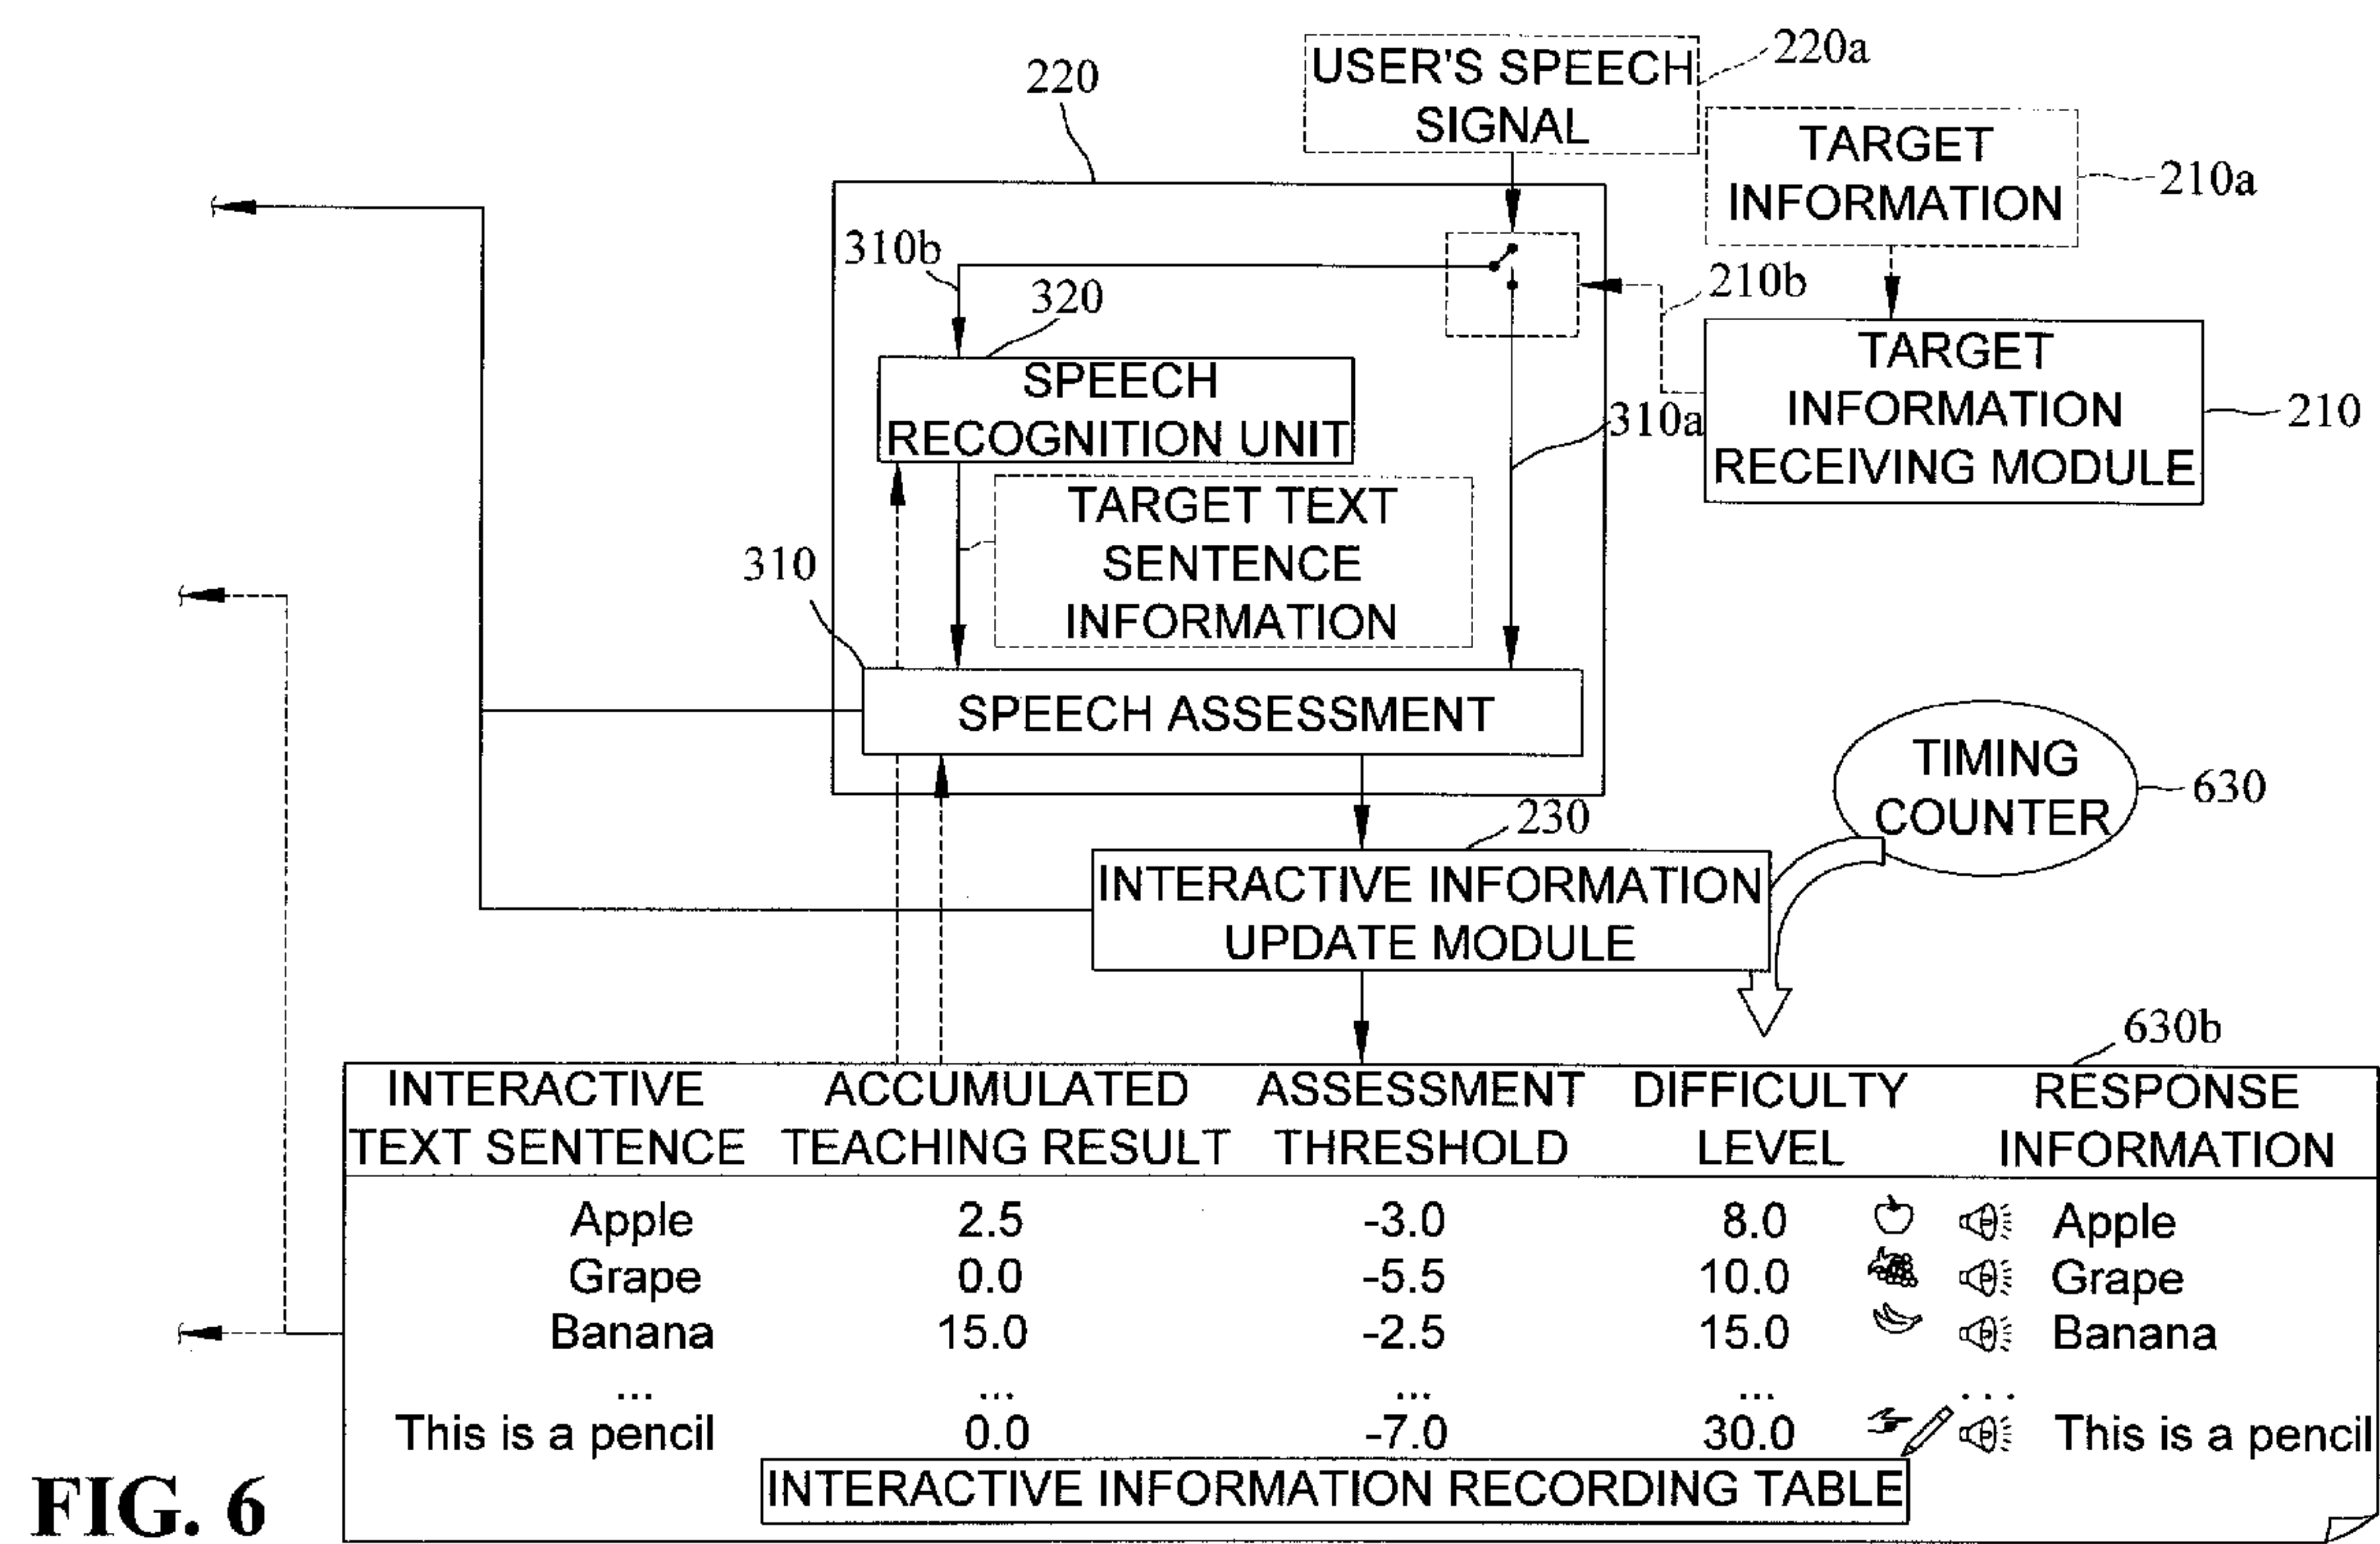 USER'S SPEECH
SIGNAL
220a
220
TARGET
INFORMATION
210a
310b
320
210b
SPEECH
RECOGNITION UNIT
310a
TARGET
INFORMATION
RECEIVING MODULE
210
TARGET TEXT
SENTENCE
INFORMATION
310
SPEECH ASSESSMENT
TIMING
COUNTER
630
230
INTERACTIVE INFORMATION
UPDATE MODULE
630b
INTERACTIVE ACCUMULATED ASSESSMENT DIFFICULTY RESPONSE
TEXT SENTENCE TEACHING RESULT THRESHOLD LEVEL INFORMATION
Apple 2.5 -3.0 8.0 Apple
Grape 0.0 -5.5 10.0 Grape
Banana 15.0 -2.5 15.0 Banana
... ... ... ... ...
This is a pencil 0.0 -7.0 30.0 This is a pencil
INTERACTIVE INFORMATION RECORDING TABLE
FIG. 6